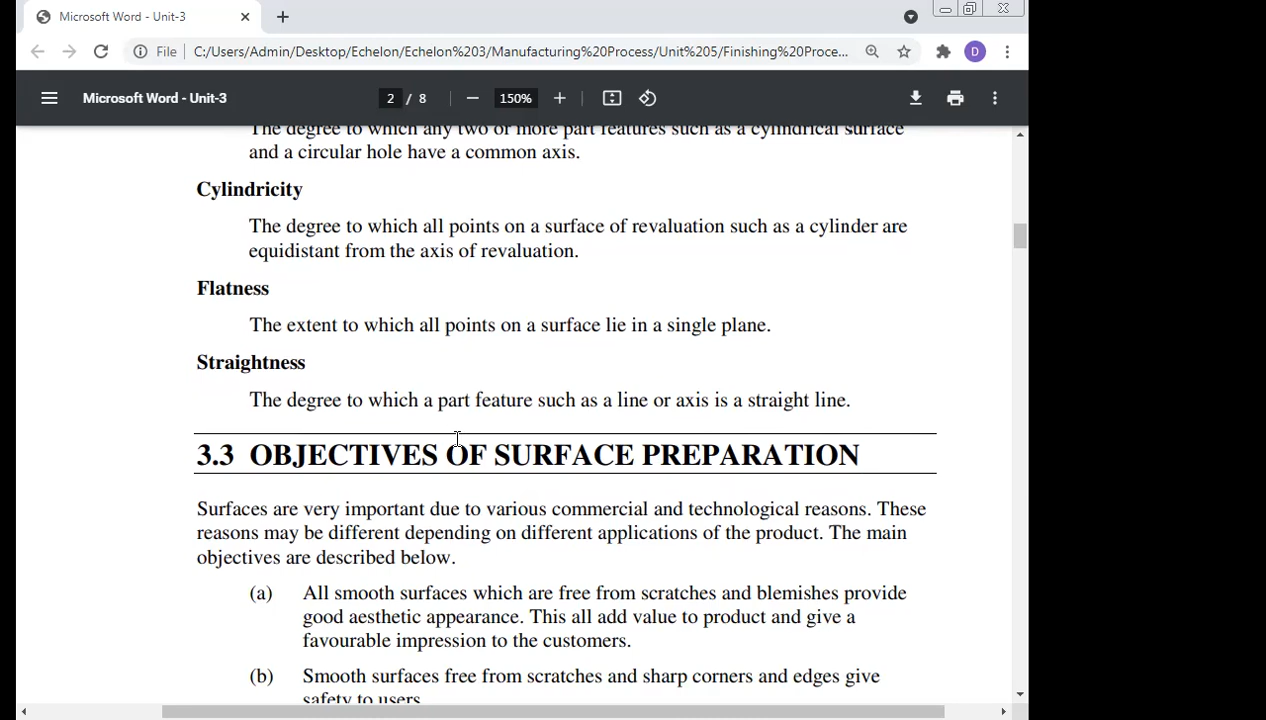 Microsoft Word - Unit-3
File C:/Users/Admin/Desktop/Echelon/Echelon%203/Manufacturing%20Process/Unit%205/Finishing%20Proce...
D
Microsoft Word - Unit-3
2 / 8
150%
The degree to which any two or more part features such as a cylindrical surface
and a circular hole have a common axis.
Cylindricity
The degree to which all points on a surface of revaluation such as a cylinder are
equidistant from the axis of revaluation.
Flatness
The extent to which all points on a surface lie in a single plane.
Straightness
The degree to which a part feature such as a line or axis is a straight line.
3.3 OBJECTIVES OF SURFACE PREPARATION
Surfaces are very important due to various commercial and technological reasons. These
reasons may be different depending on different applications of the product. The main
objectives are described below.
(a) All smooth surfaces which are free from scratches and blemishes provide
good aesthetic appearance. This all add value to product and give a
favourable impression to the customers.
(b) Smooth surfaces free from scratches and sharp corners and edges give
safety to users.